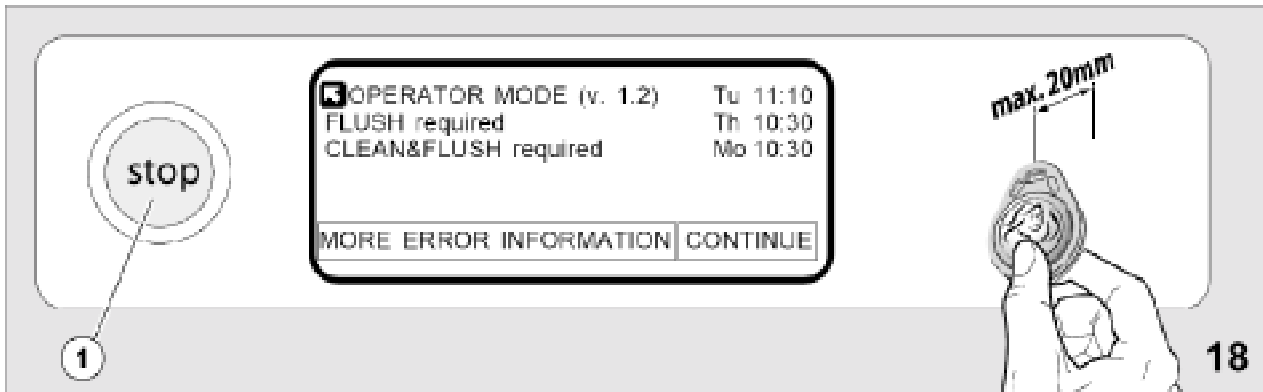 stop
OPERATOR MODE (v. 1.2) Tu 11:10
FLUSH required Th 10:30
CLEAN&FLUSH required Mo 10:30
MORE ERROR INFORMATION CONTINUE
max. 20mm
1
18